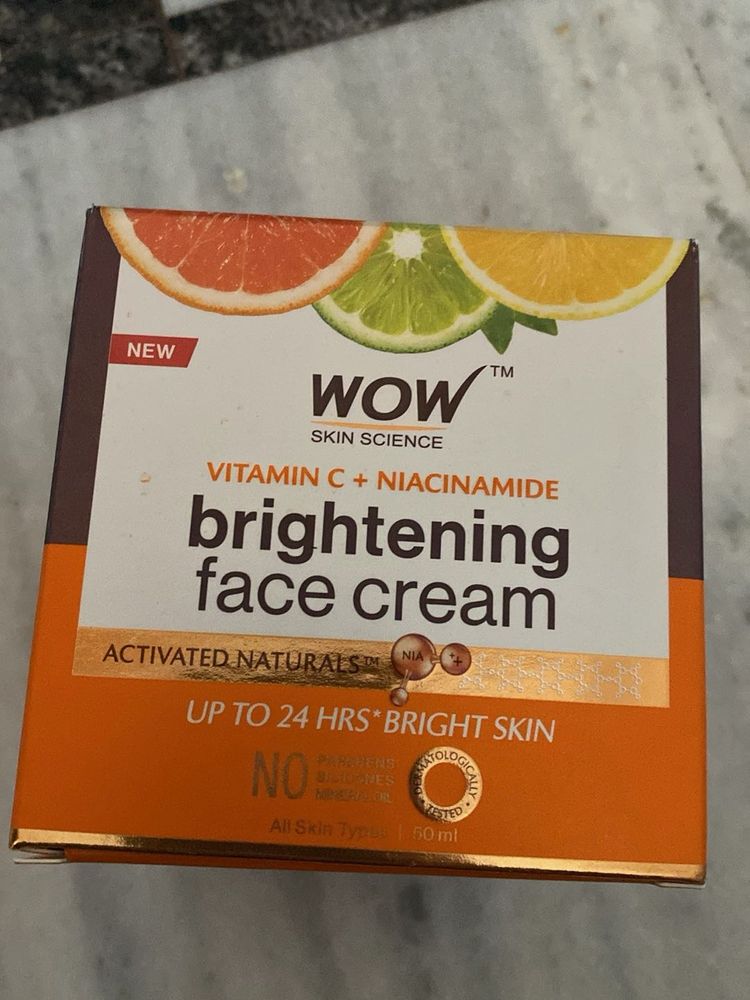 NEW
WOW™
SKIN SCIENCE
VITAMIN C + NIACINAMIDE
brightening
face cream
ACTIVATED NATURALS™
NIA
++
UP TO 24 HRS* BRIGHT SKIN
NO
PARABENS
SILICONES
MINERAL OIL
DERMATOLOGICALLY
TESTED
All Skin Types | 50 ml